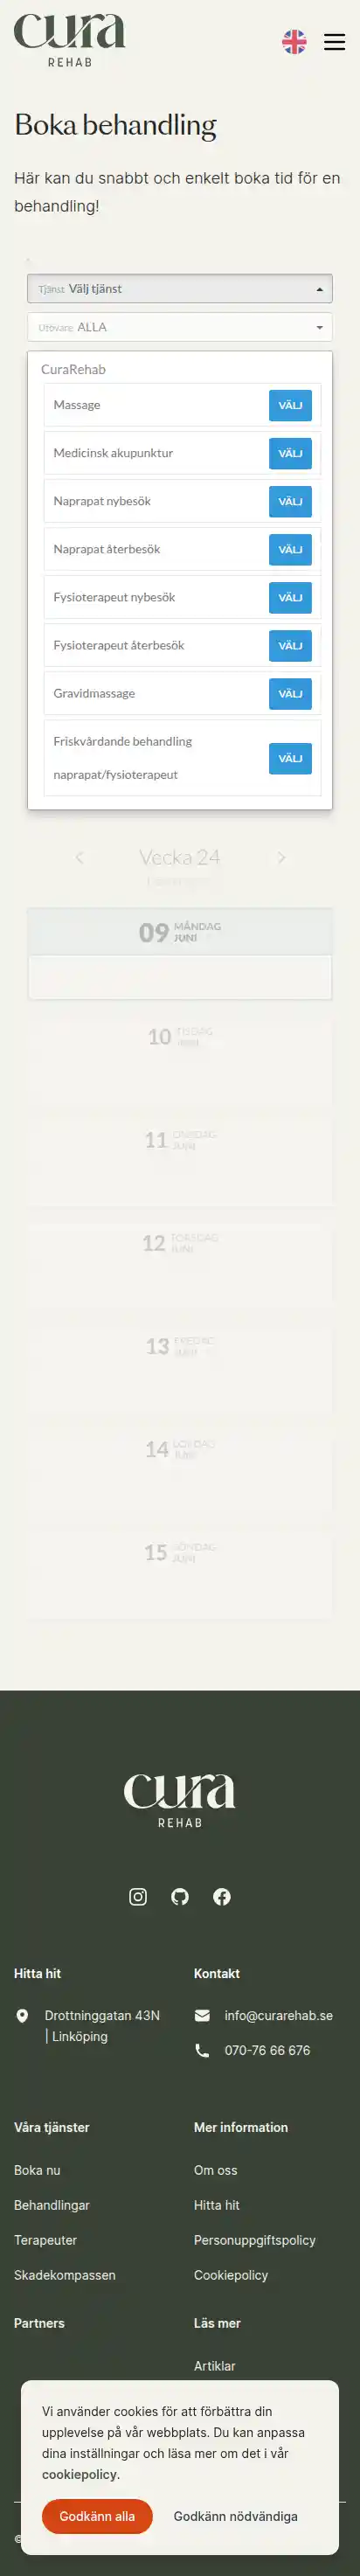 cura
REHAB
Boka behandling
Här kan du snabbt och enkelt boka tid för en
behandling!
Tjänst Välj tjänst
Utövare ALLA
CuraRehab
Massage VÄLJ
Medicinsk akupunktur VÄLJ
Naprapat nybesök VÄLJ
Naprapat återbesök VÄLJ
Fysioterapeut nybesök VÄLJ
Fysioterapeut återbesök VÄLJ
Gravidmassage VÄLJ
Friskvårdande behandling
naprapat/fysioterapeut VÄLJ
Vecka 24
09 MÅNDAG
JUNI
10 TISDAG
JUNI
11 ONSDAG
JUNI
12 TORSDAG
JUNI
13 FREDAG
JUNI
14 LÖRDAG
JUNI
15 SÖNDAG
JUNI
cura
REHAB
Hitta hit
Drottninggatan 43N
| Linköping
Kontakt
info@curarehab.se
070-76 66 676
Våra tjänster
Boka nu
Behandlingar
Terapeuter
Skadekompassen
Mer information
Om oss
Hitta hit
Personuppgiftspolicy
Cookiepolicy
Partners
Läs mer
Artiklar
Vi använder cookies för att förbättra din
upplevelse på vår webbplats. Du kan anpassa
dina inställningar och läsa mer om det i vår
cookiepolicy.
Godkänn alla
Godkänn nödvändiga
©